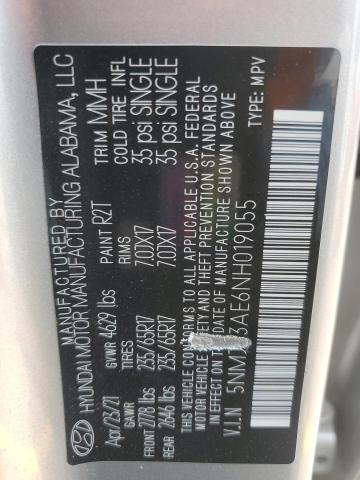 MANUFACTURED BY
HYUNDAI MOTOR MANUFACTURING ALABAMA, LLC
Apr/23/21 GVWR 4629 lbs PAINT R2T TRIM MMH
GAWR TIRES RIMS COLD TIRE INFL
FRONT 2778 lbs 235/65R17 7.0JX17 35 psi SINGLE
REAR 2646 lbs 235/65R17 7.0JX17 35 psi SINGLE
THIS VEHICLE CONFORMS TO ALL APPLICABLE U.S.A. FEDERAL
MOTOR VEHICLE SAFETY AND THEFT PREVENTION STANDARDS
IN EFFECT ON THE DATE OF MANUFACTURE SHOWN ABOVE.
V.I.N 5NMJ 3AE6NH019055 TYPE: MPV